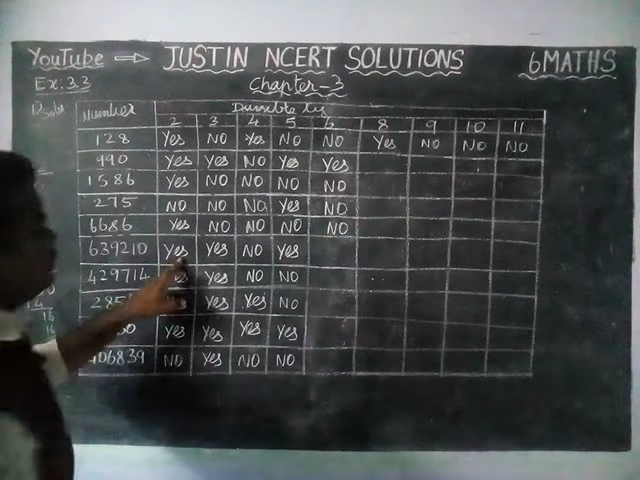 YouTube → JUSTIN NCERT SOLUTIONS 6MATHS
Ex: 3.3 Chapter-3
Number Divisible by
2 3 4 5 6 8 9 10 11
128 Yes NO Yes NO NO Yes NO NO NO
990 Yes Yes NO Yes Yes
1586 Yes NO NO NO NO
275 NO NO NO Yes NO
6686 Yes NO NO NO NO
639210 Yes Yes NO Yes
429714 Yes Yes NO NO
Yes Yes NO
Yes Yes Yes Yes
406839 NO Yes NO NO